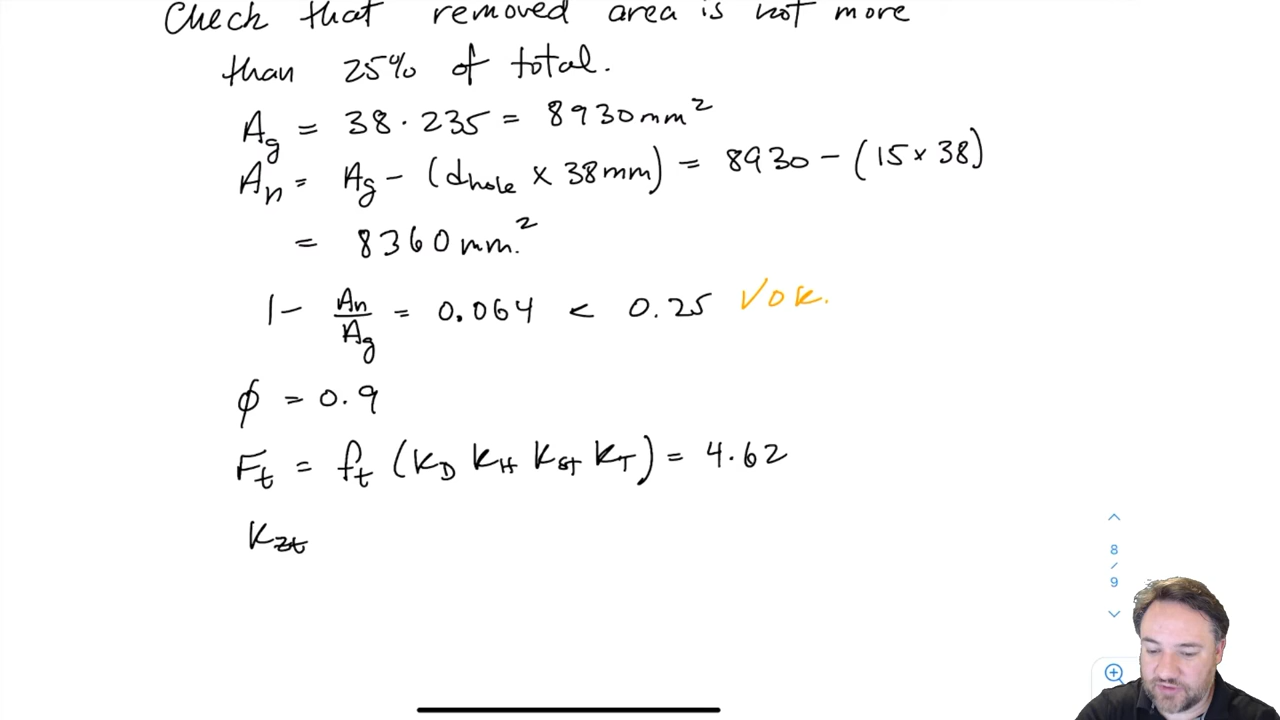 Check that removed area is not more
than 25% of total.
Ag = 38 · 235 = 8930 mm²
An = Ag - (dhole × 38mm) = 8930 - (15 × 38)
= 8360 mm.²
1 - An/Ag = 0.064 < 0.25 √ OK.
ϕ = 0.9
Ft = ft (KD KH KSt KT) = 4.62
KZt
8
/
9